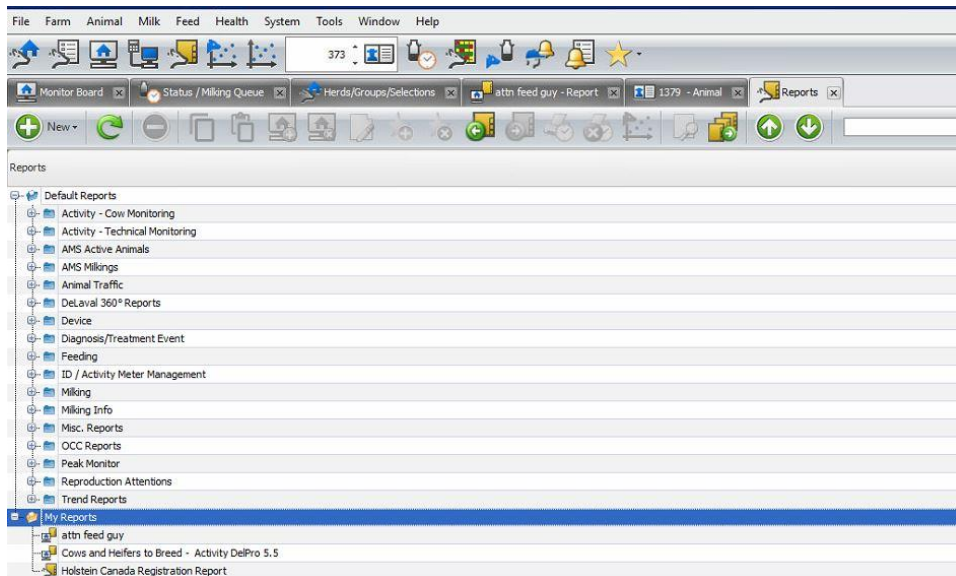 File Farm Animal Milk Feed Health System Tools Window Help
373
Monitor Board Status / Milking Queue Herds/Groups/Selections attn feed guy - Report 1379 - Animal Reports
New
Reports
Default Reports
Activity - Cow Monitoring
Activity - Technical Monitoring
AMS Active Animals
AMS Milkings
Animal Traffic
DeLaval 360° Reports
Device
Diagnosis/Treatment Event
Feeding
ID / Activity Meter Management
Milking
Milking Info
Misc. Reports
OCC Reports
Peak Monitor
Reproduction Attentions
Trend Reports
My Reports
attn feed guy
Cows and Heifers to Breed - Activity DelPro 5.5
Holstein Canada Registration Report